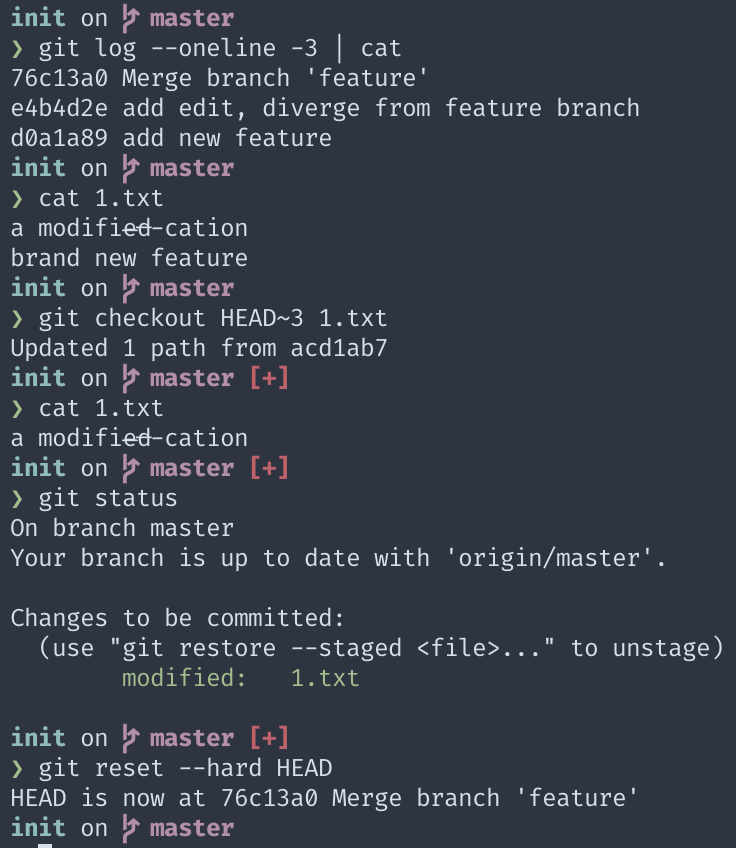 init on master
❯ git log --oneline -3 | cat
76c13a0 Merge branch 'feature'
e4b4d2e add edit, diverge from feature branch
d0a1a89 add new feature
init on master
❯ cat 1.txt
a modified-cation
brand new feature
init on master
❯ git checkout HEAD~3 1.txt
Updated 1 path from acd1ab7
init on master [+]
❯ cat 1.txt
a modified-cation
init on master [+]
❯ git status
On branch master
Your branch is up to date with 'origin/master'.
Changes to be committed:
(use "git restore --staged <file>..." to unstage)
modified: 1.txt
init on master [+]
❯ git reset --hard HEAD
HEAD is now at 76c13a0 Merge branch 'feature'
init on master